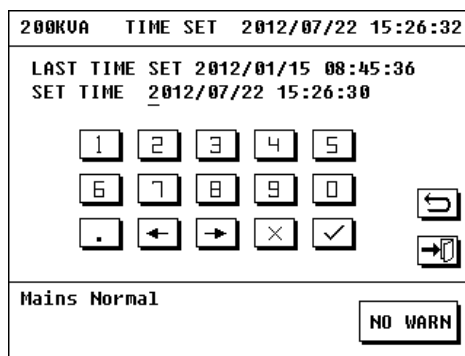 200KVA TIME SET 2012/07/22 15:26:32
LAST TIME SET 2012/01/15 08:45:36
SET TIME 2012/07/22 15:26:30
1 2 3 4 5
6 7 8 9 0
. ← → × ✓
Mains Normal
NO WARN